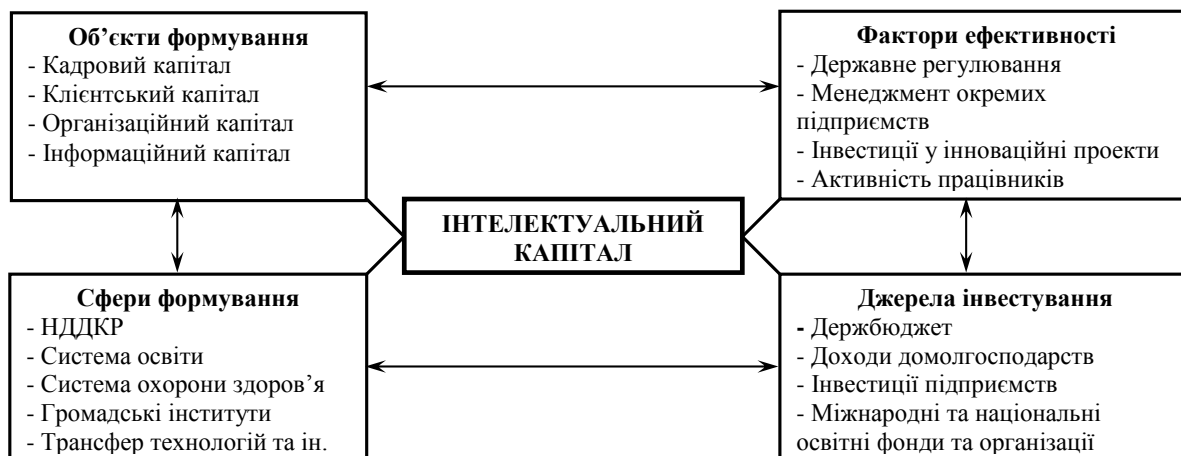 Об’єкти формування
- Кадровий капітал
- Клієнтський капітал
- Організаційний капітал
- Інформаційний капітал
Фактори ефективності
- Державне регулювання
- Менеджмент окремих
підприємств
- Інвестиції у інноваційні проекти
- Активність працівників
ІНТЕЛЕКТУАЛЬНИЙ
КАПІТАЛ
Сфери формування
- НДДКР
- Система освіти
- Система охорони здоров’я
- Громадські інститути
- Трансфер технологій та ін.
Джерела інвестування
- Держбюджет
- Доходи домолгосподарств
- Інвестиції підприємств
- Міжнародні та національні
освітні фонди та організації